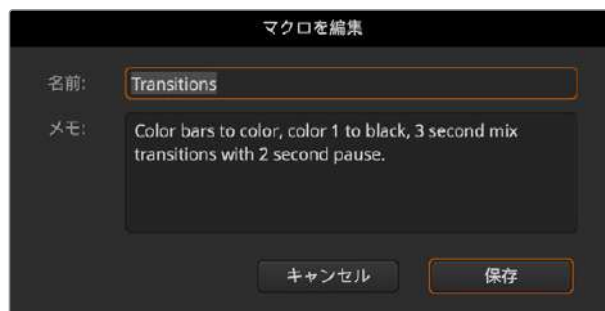 マクロを編集
名前: Transitions
メモ: Color bars to color, color 1 to black, 3 second mix
transitions with 2 second pause.
キャンセル 保存